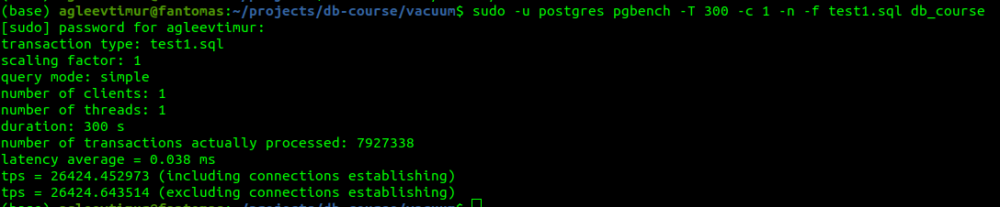 (base) agleevtimur@fantomas:~/projects/db-course/vacuum$ sudo -u postgres pgbench -T 300 -c 1 -n -f test1.sql db_course
[sudo] password for agleevtimur:
transaction type: test1.sql
scaling factor: 1
query mode: simple
number of clients: 1
number of threads: 1
duration: 300 s
number of transactions actually processed: 7927338
latency average = 0.038 ms
tps = 26424.452973 (including connections establishing)
tps = 26424.643514 (excluding connections establishing)
(base) agleevtimur@fantomas:~/projects/db-course/vacuum$